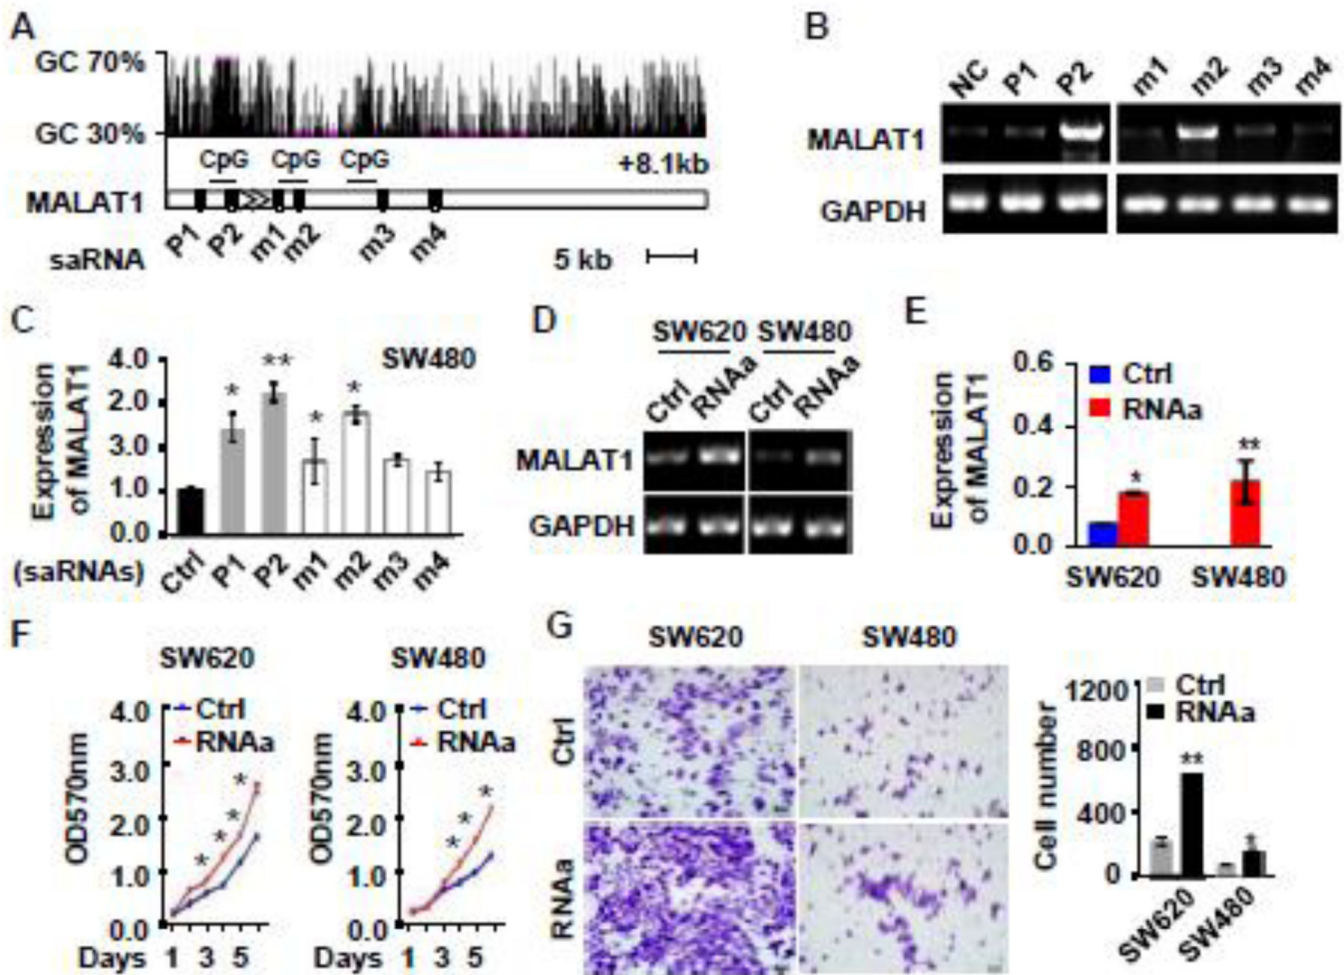 A
GC 70%
GC 30%
CpG CpG CpG
+8.1kb
MALAT1
P1 P2 m1 m2 m3 m4
saRNA
5 kb
B
NC P1 P2 m1 m2 m3 m4
MALAT1
GAPDH
C
SW480
Expression
of MALAT1
4.0
2.0
3.0
1.0
0.0
* ** * *
(saRNAs) Ctrl P1 P2 m1 m2 m3 m4
D
SW620 SW480
Ctrl RNAa Ctrl RNAa
MALAT1
GAPDH
E
Expression
of MALAT1
0.6
0.4
0.2
0.0
Ctrl
RNAa
* **
SW620 SW480
F
SW620
OD570nm
4.0
3.0
2.0
1.0
0.0
Ctrl
RNAa
* * * *
Days 1 3 5
SW480
OD570nm
4.0
3.0
2.0
1.0
0.0
Ctrl
RNAa
* * *
Days 1 3 5
G
SW620 SW480
Ctrl
RNAa
Cell number
1200
800
400
0
Ctrl
RNAa
** *
SW620 SW480